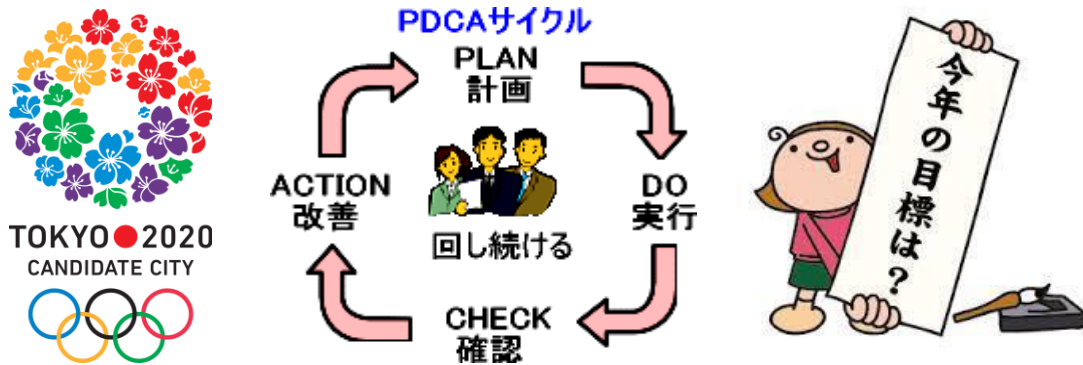 TOKYO 2020
CANDIDATE CITY
PDCAサイクル
PLAN
計画
DO
実行
CHECK
確認
ACTION
改善
回し続ける
今年の目標は?